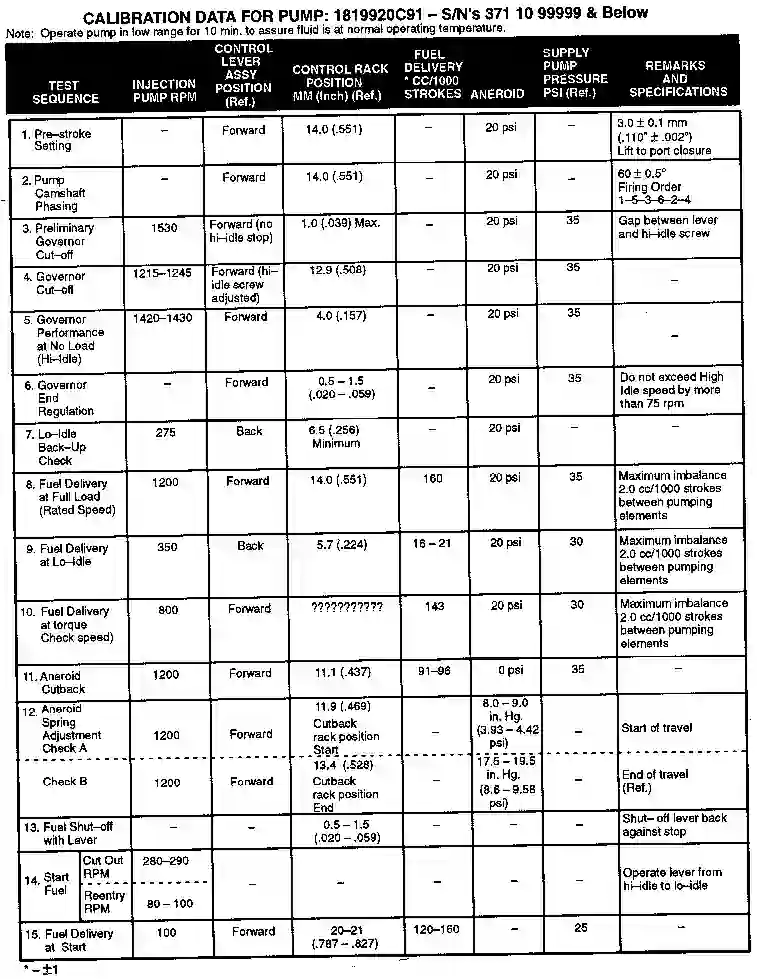 CALIBRATION DATA FOR PUMP: 1819920C91 – S/N's 371 10 99999 & Below
Note: Operate pump in low range for 10 min. to assure fluid is at normal operating temperature.
TEST SEQUENCE
INJECTION PUMP RPM
CONTROL LEVER ASSY POSITION (Ref.)
CONTROL RACK POSITION MM (Inch) (Ref.)
FUEL DELIVERY * CC/1000 STROKES
ANEROID
SUPPLY PUMP PRESSURE PSI (Ref.)
REMARKS AND SPECIFICATIONS
1. Pre–stroke – Forward 14.0 (.551) – 20 psi – 3.0 ± 0.1 mm
Setting (.110" ± .002")
Lift to port closure
2. Pump – Forward 14.0 (.551) – 20 psi – 60 ± 0.5°
Camshaft Firing Order
Phasing 1–5–3–6–2–4
3. Preliminary 1530 Forward (no 1.0 (.039) Max. – 20 psi 35 Gap between lever
Governor hi–idle stop) and hi–idle screw
Cut–off
4. Governor 1215–1245 Forward (hi– 12.9 (.508) – 20 psi 35 –
Cut–off idle screw
adjusted)
5. Governor 1420–1430 Forward 4.0 (.157) – 20 psi 35 –
Performance
at No Load
(Hi–Idle)
6. Governor – Forward 0.5 – 1.5 – 20 psi 35 Do not exceed High
End (.020 – .059) Idle speed by more
Regulation than 75 rpm
7. Lo–Idle 275 Back 6.5 (.256) – 20 psi – –
Back–Up Minimum
Check
8. Fuel Delivery 1200 Forward 14.0 (.551) 160 20 psi 35 Maximum imbalance
at Full Load 2.0 cc/1000 strokes
(Rated Speed) between pumping
elements
9. Fuel Delivery 350 Back 5.7 (.224) 16 – 21 20 psi 30 Maximum imbalance
at Lo–idle 2.0 cc/1000 strokes
between pumping
elements
10. Fuel Delivery 800 Forward ??????????? 143 20 psi 30 Maximum imbalance
at torque 2.0 cc/1000 strokes
Check speed) between pumping
elements
11. Aneroid 1200 Forward 11.1 (.437) 91–96 0 psi 35 –
Cutback
12. Aneroid 1200 Forward 11.9 (.469) – 8.0 – 9.0 – Start of travel
Spring Cutback in. Hg.
Adjustment rack position (3.93 – 4.42
Check A Start psi)
Check B 1200 Forward 13.4 (.528) – 17.5 – 19.5 – End of travel
Cutback in. Hg. (Ref.)
rack position (8.6 – 9.58
End psi)
13. Fuel Shut–off – – 0.5 – 1.5 – – – Shut– off lever back
with Lever (.020 – .059) against stop
14. Start Fuel
Cut Out RPM 280–290
Reentry RPM 80 – 100
– – – – – Operate lever from
hi–idle to lo–idle
15. Fuel Delivery 100 Forward 20–21 120–160 – 25 –
at Start (.787 – .827)
* – ±1